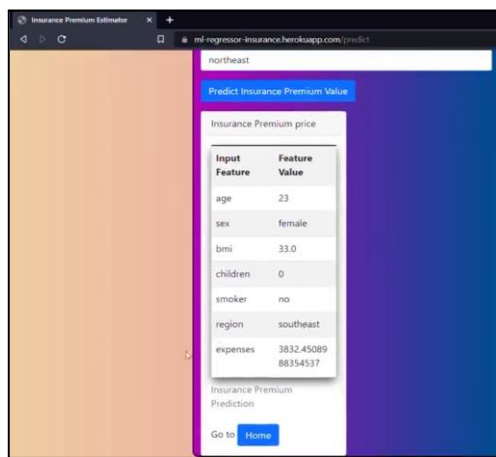 Insurance Premium Estimator
ml-regressor-insurance.herokuapp.com/predict
northeast
Predict Insurance Premium Value
Insurance Premium price
Input Feature Feature Value
age 23
sex female
bmi 33.0
children 0
smoker no
region southeast
expenses 3832.45089
88354537
Insurance Premium
Prediction
Go to Home